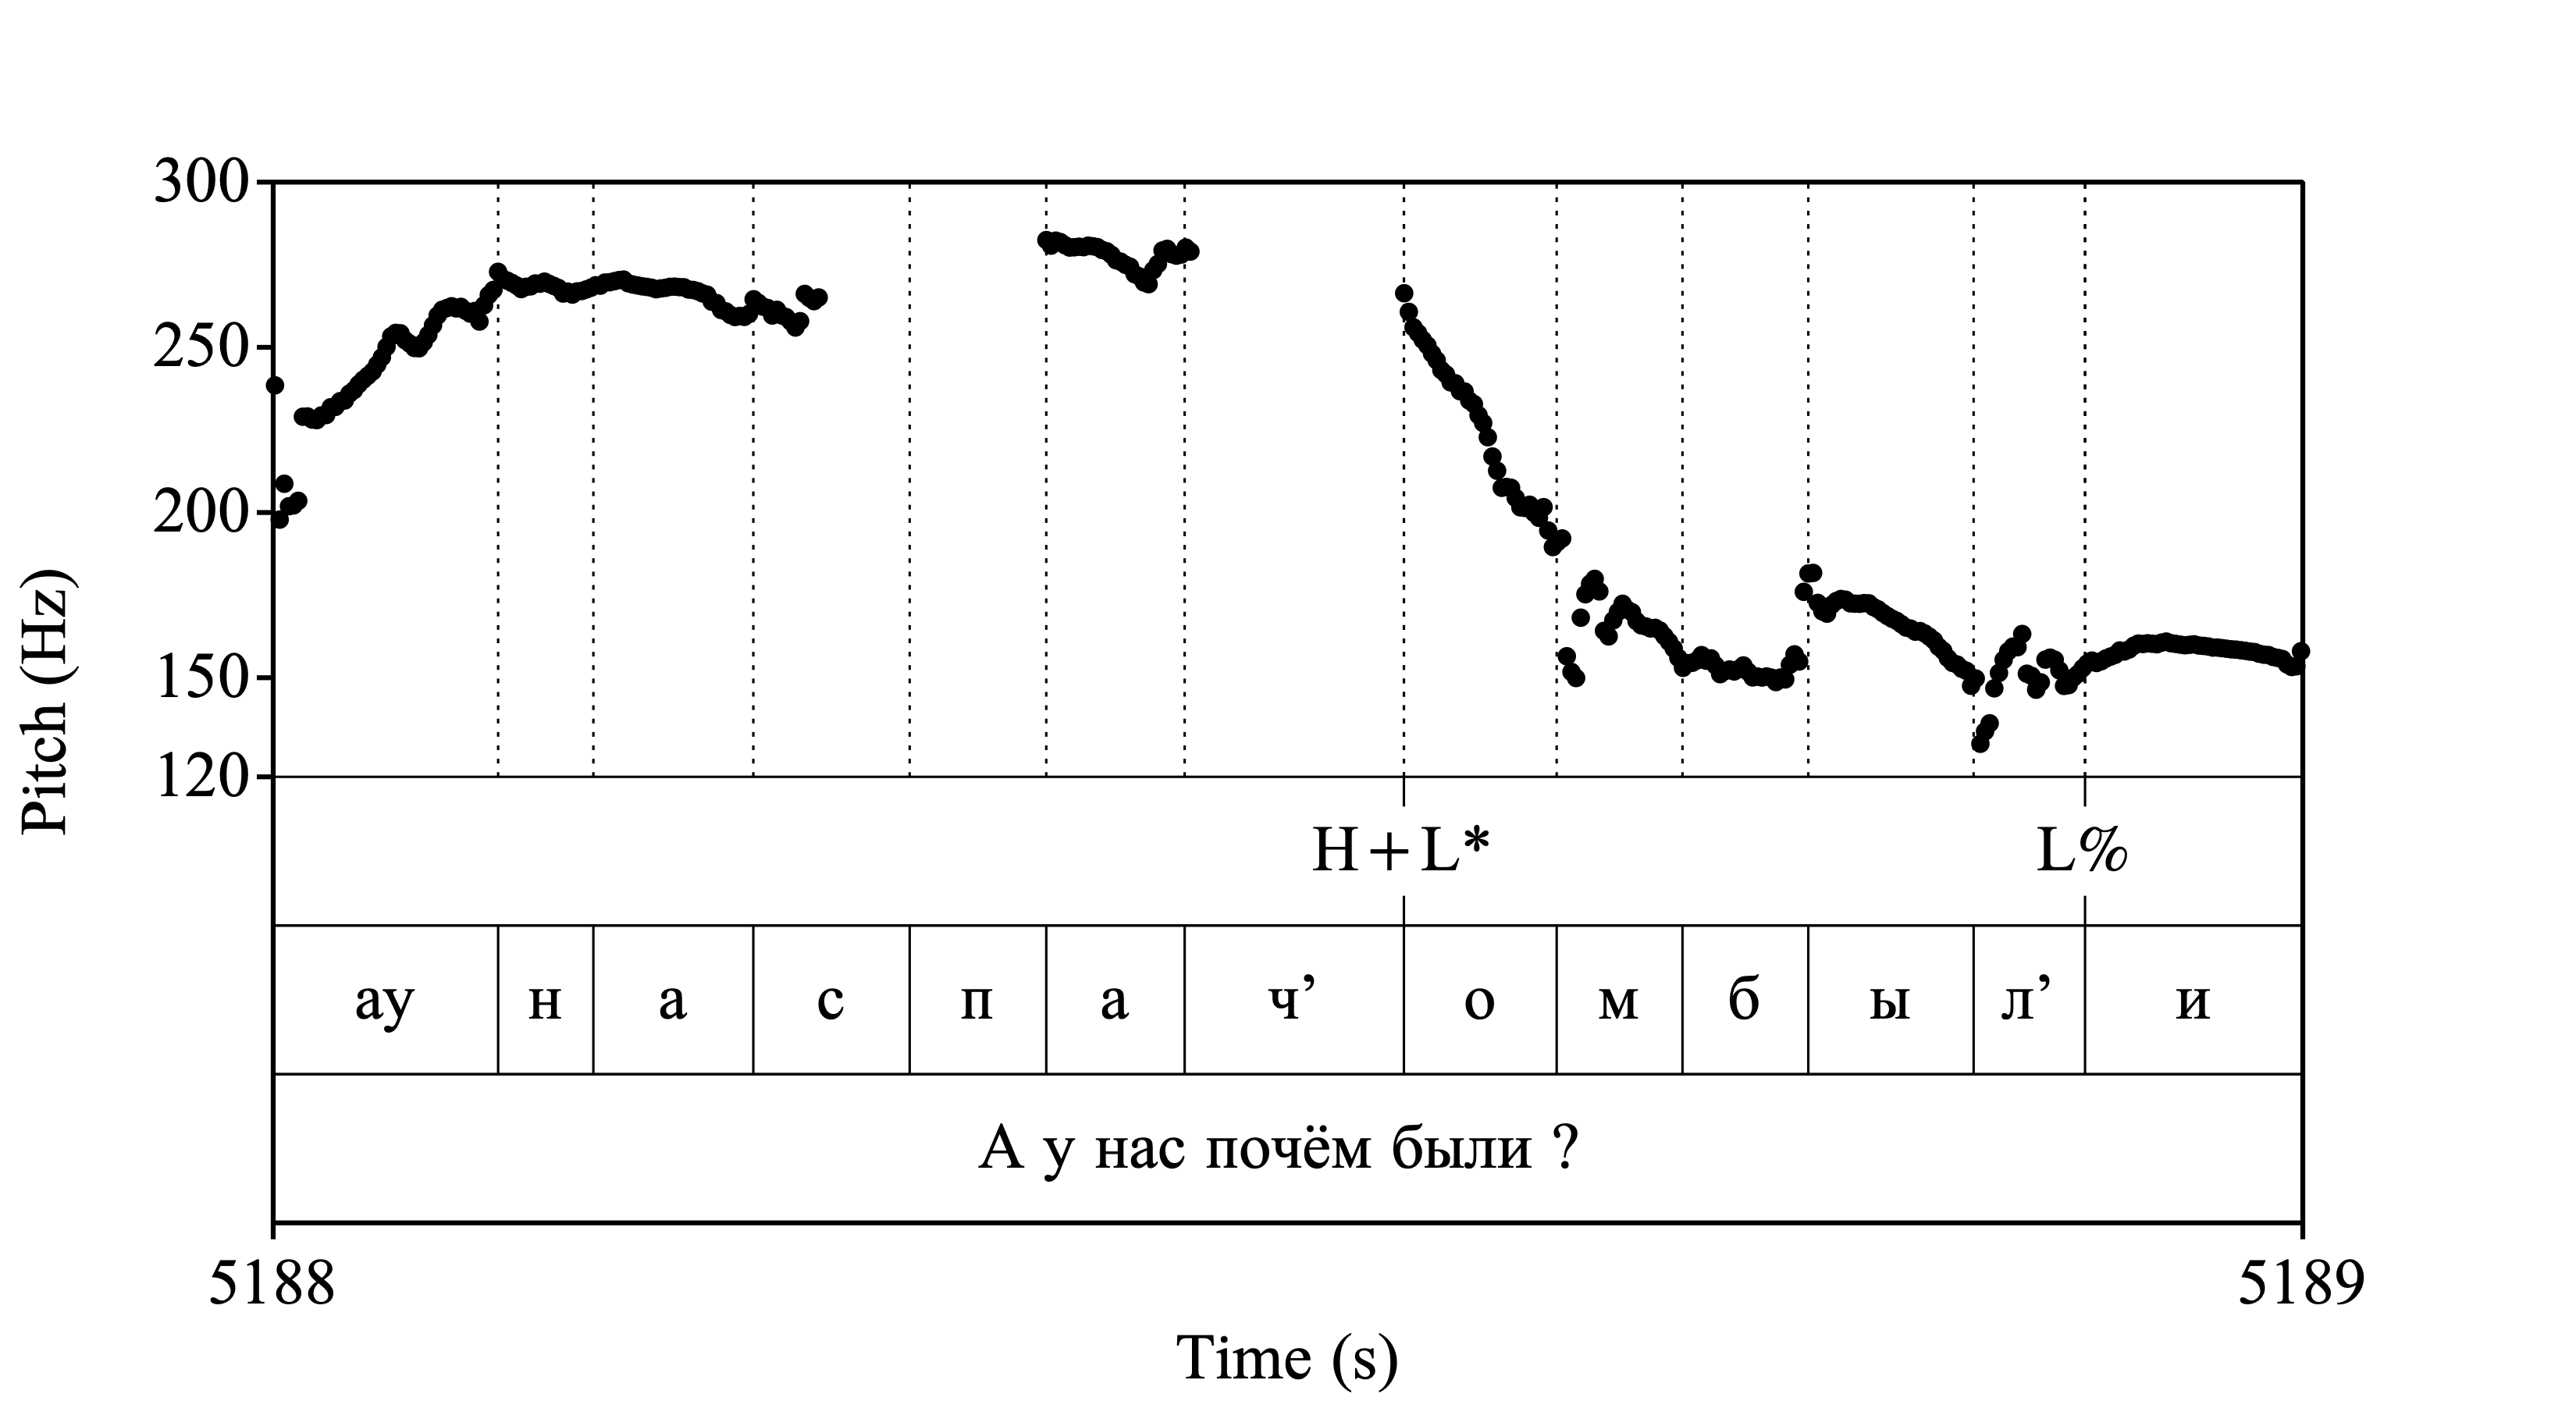 300
250
200
150
120
Pitch (Hz)
H+L* L%
ау н а с п а ч’ о м б ы л’ и
А у нас почём были ?
5188 5189
Time (s)